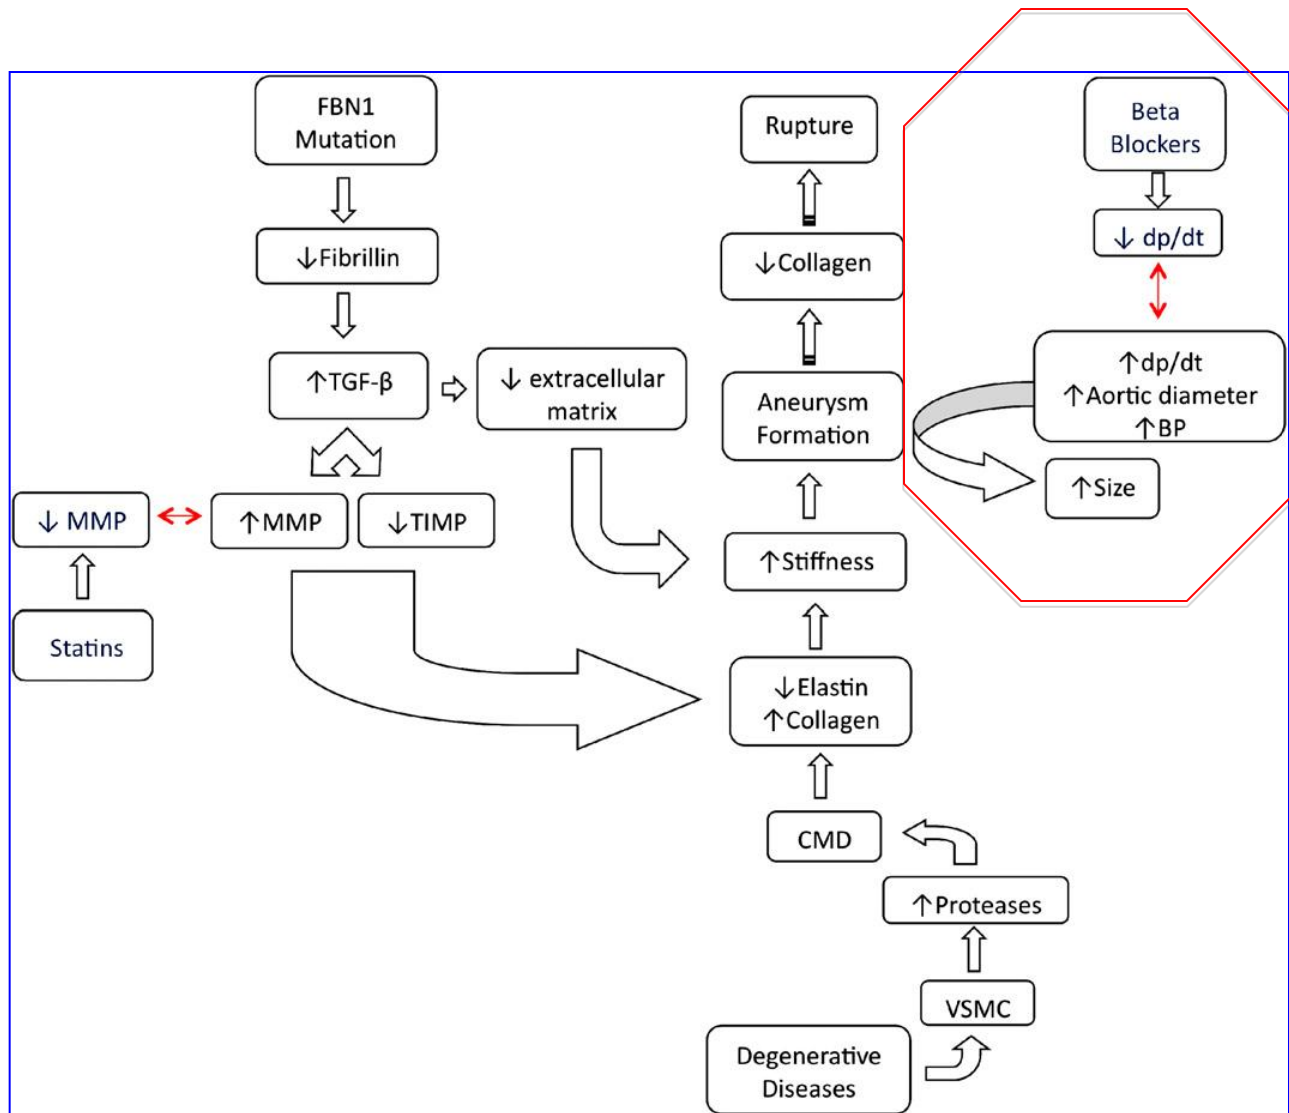 FBN1
Mutation
↓Fibrillin
↑TGF-β
↓ extracellular
matrix
↓ MMP
↑MMP
↓TIMP
Statins
Rupture
↓Collagen
Aneurysm
Formation
↑Stiffness
↓Elastin
↑Collagen
CMD
↑Proteases
VSMC
Degenerative
Diseases
Beta
Blockers
↓ dp/dt
↑dp/dt
↑Aortic diameter
↑BP
↑Size